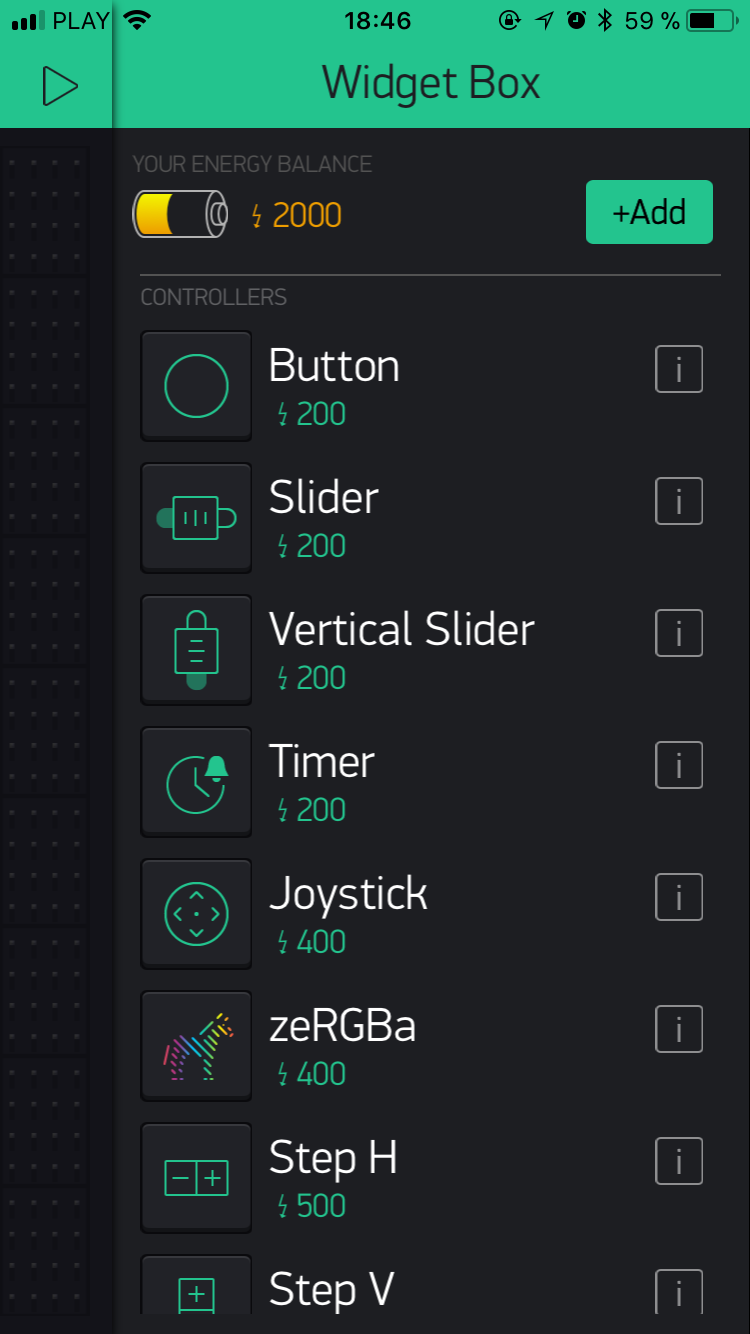 PLAY 18:46 59 %
Widget Box
YOUR ENERGY BALANCE
2000
+Add
CONTROLLERS
Button
i
200
Slider
i
200
Vertical Slider
i
200
Timer
i
200
Joystick
i
400
zeRGBa
i
400
Step H
i
500
Step V
i